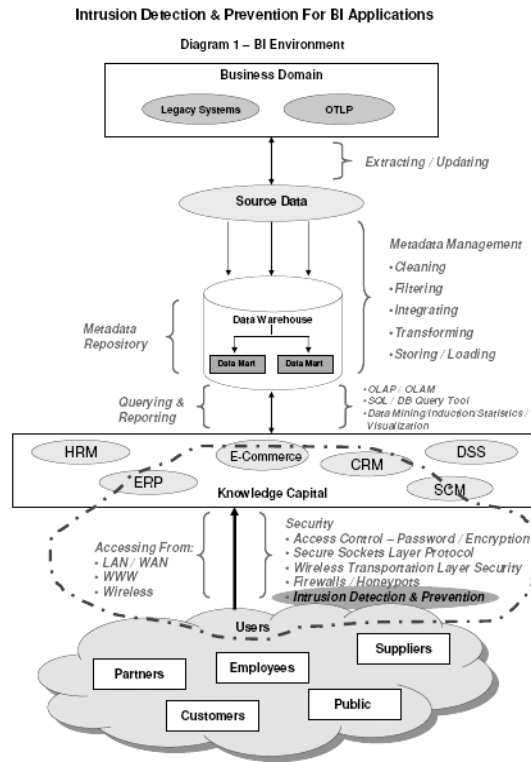 Intrusion Detection & Prevention For BI Applications
Diagram 1 – BI Environment
Business Domain
Legacy Systems
OTLP
Extracting / Updating
Source Data
Metadata Management
•Cleaning
•Filtering
•Integrating
•Transforming
•Storing / Loading
Metadata
Repository
Data Warehouse
Data Mart
Data Mart
Querying &
Reporting
•OLAP / OLAM
•SQL / DB Query Tool
•Data Mining/Induction/Statistics/
Visualization
HRM
E-Commerce
DSS
ERP
CRM
SCM
Knowledge Capital
Accessing From:
• LAN / WAN
• WWW
• Wireless
Security
• Access Control – Password / Encryption
• Secure Sockets Layer Protocol
• Wireless Transportation Layer Security
• Firewalls / Honeypots
• Intrusion Detection & Prevention
Users
Partners
Employees
Suppliers
Customers
Public